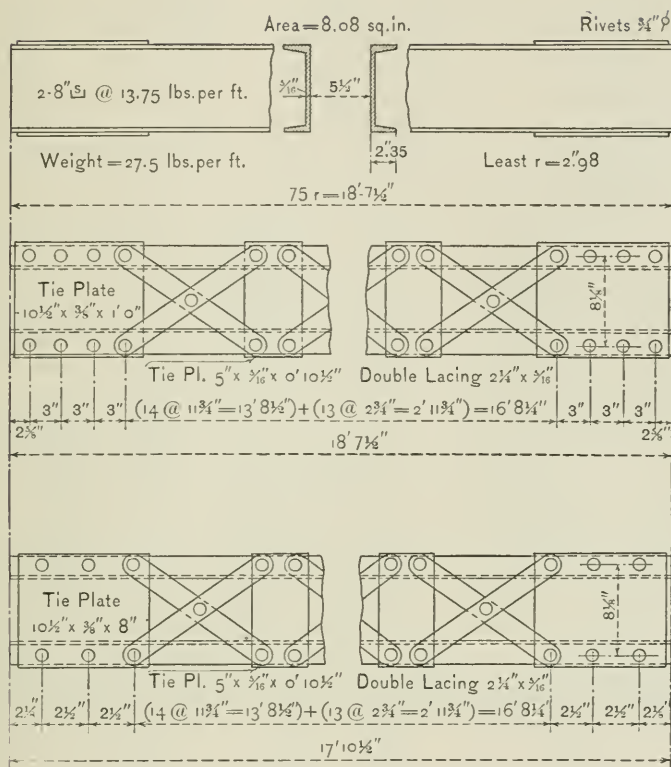 Area=8.08 sq.in.
Rivets ¾"ϕ
2-8"[s] @ 13.75 lbs. per ft.
5/16"
5½"
2".35
Weight=27.5 lbs.per ft.
Least r=2".98
75 r=18'-7½"
Tie Plate
10½"x ⅜"x 1' 0"
8¼"
Tie Pl. 5"x 5/16"x 0' 10½"
Double Lacing 2¼"x 5/16"
3" 3" 3" (14 @ 11¾"=13' 8½")+(13 @ 2¾"=2' 11¾")=16' 8¼" 3" 3" 3"
2⅝" 2⅝"
18' 7½"
Tie Plate
10½"x ⅜"x 8"
8¼"
Tie Pl. 5"x 5/16"x 0' 10½"
Double Lacing 2¼"x 5/16"
2½" 2½" (14 @ 11¾"=13' 8½")+(13 @ 2¾"=2' 11¾")=16' 8¼" 2½" 2½"
17' 10½"